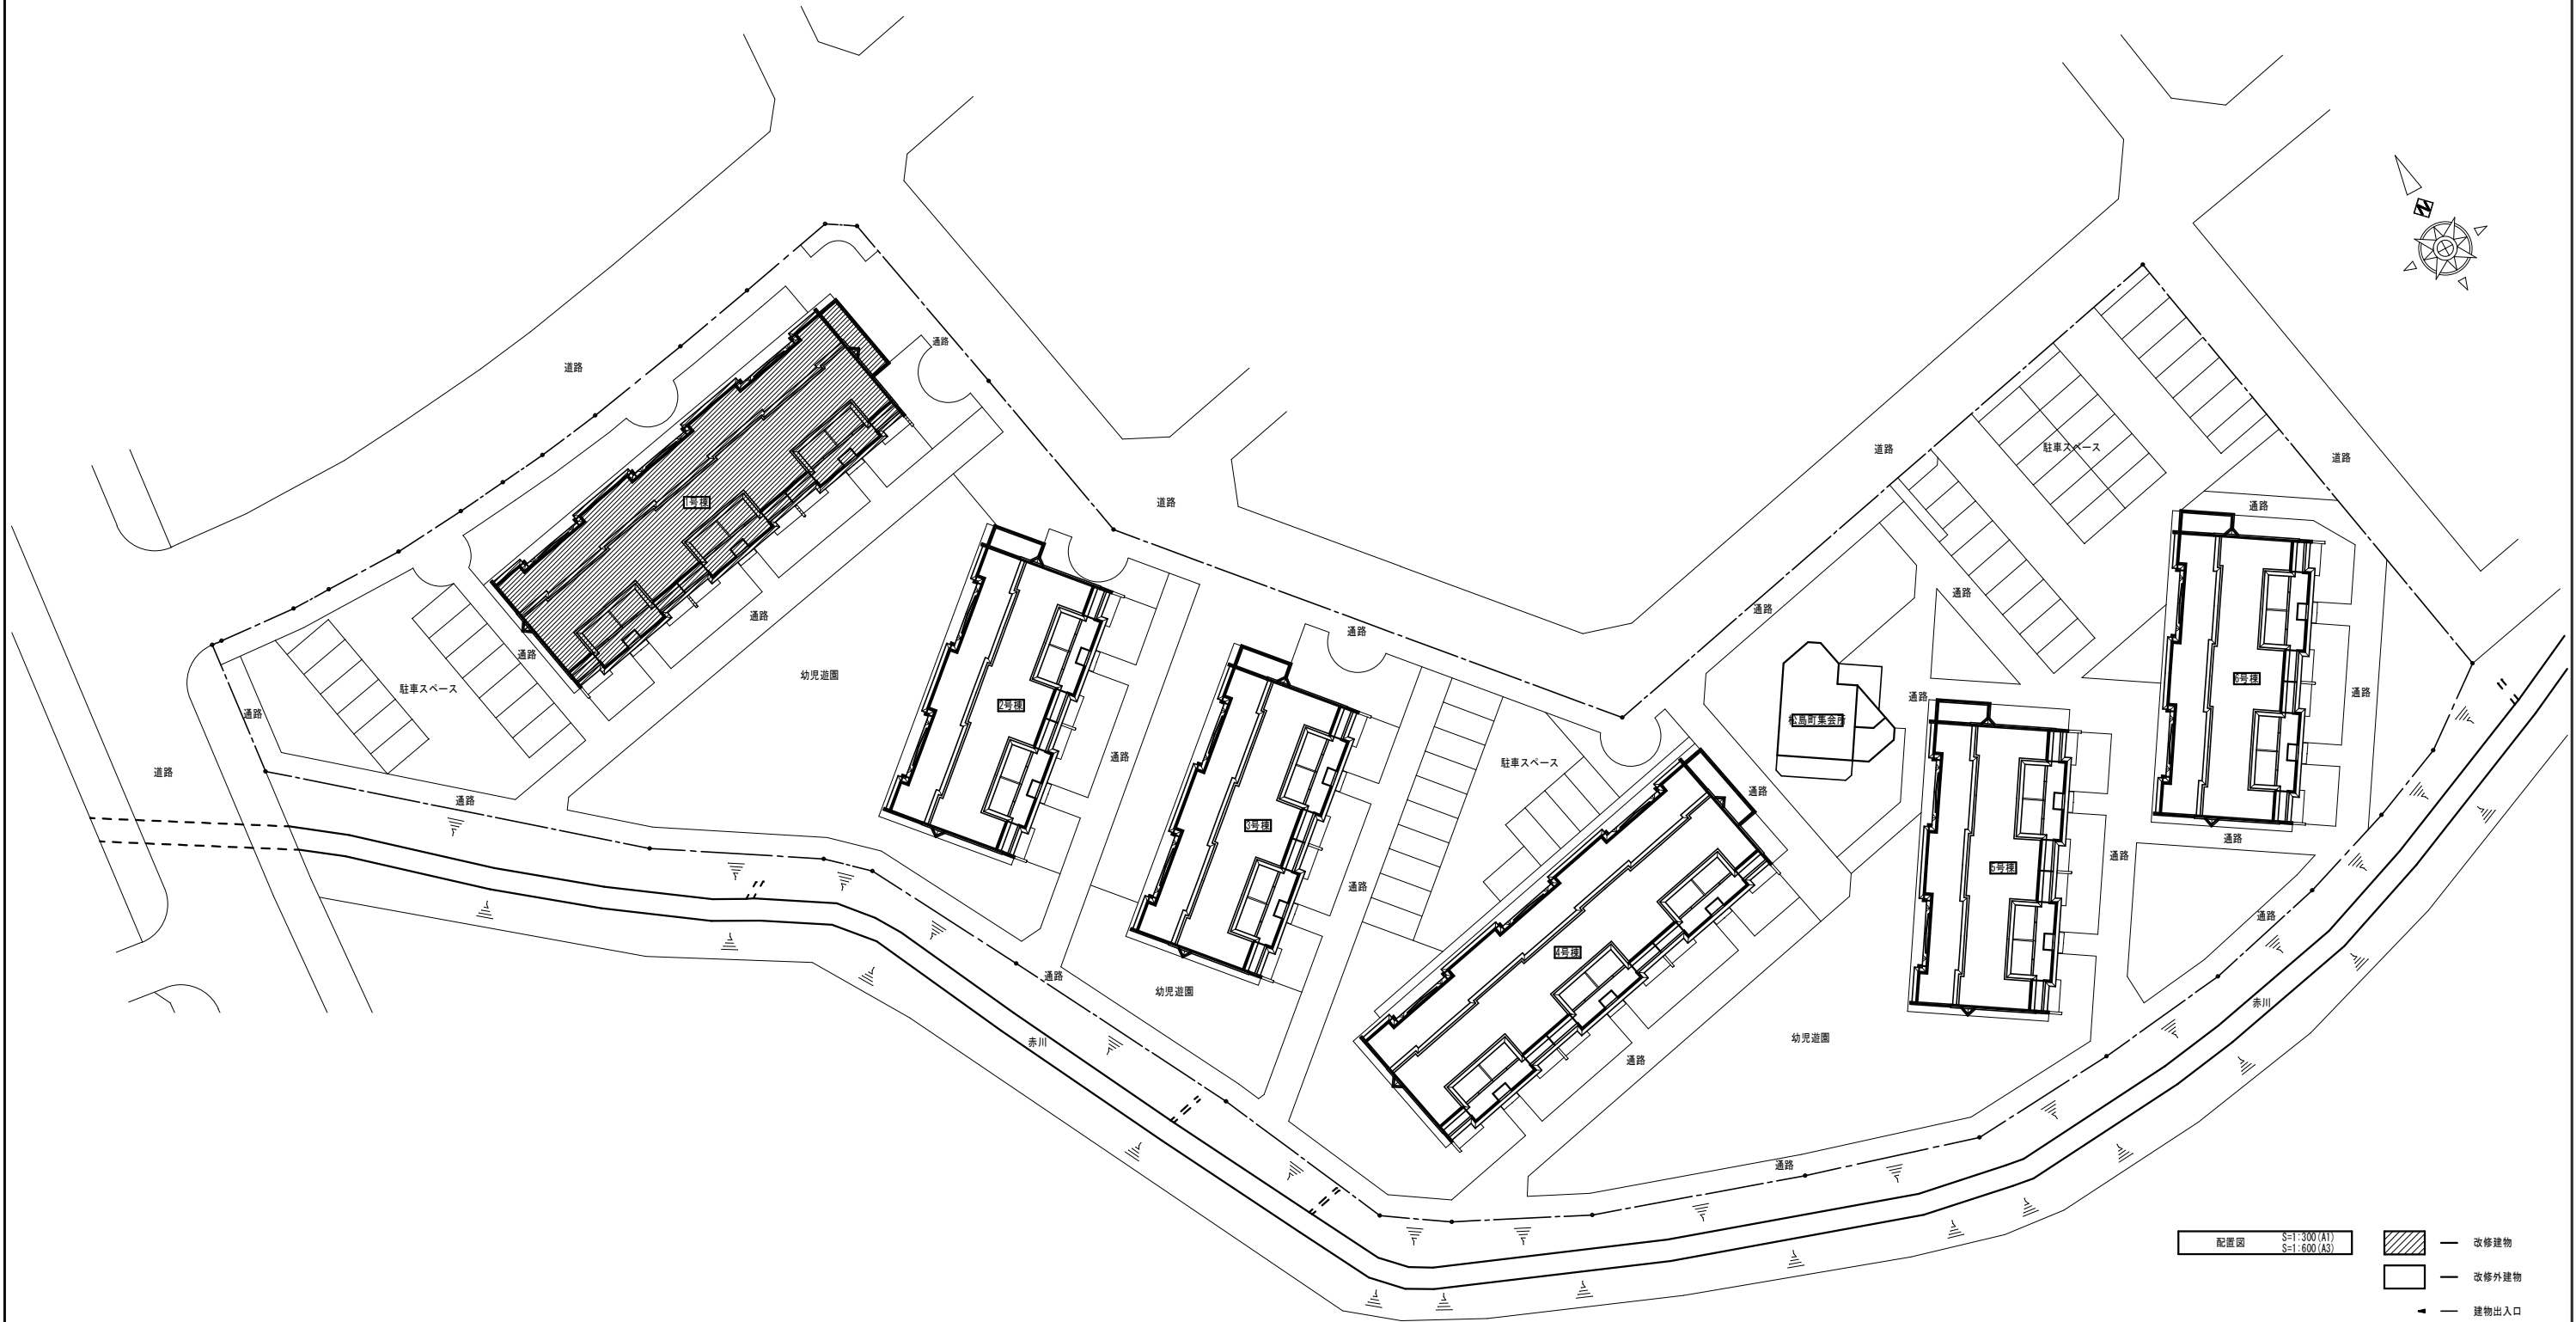 N
道路
通路
1号棟
駐車スペース
道路
道路
道路
通路
通路
通路
幼児遊園
通路
通路
通路
6号棟
駐車スペース
通路
通路
通路
2号棟
通路
松島町集会所
道路
通路
駐車スペース
通路
通路
3号棟
通路
5号棟
通路
通路
4号棟
通路
通路
幼児遊園
赤川
赤川
幼児遊園
通路
通路
配置図
S=1:300(A1)
S=1:600(A3)
改修建物
改修外建物
建物出入口